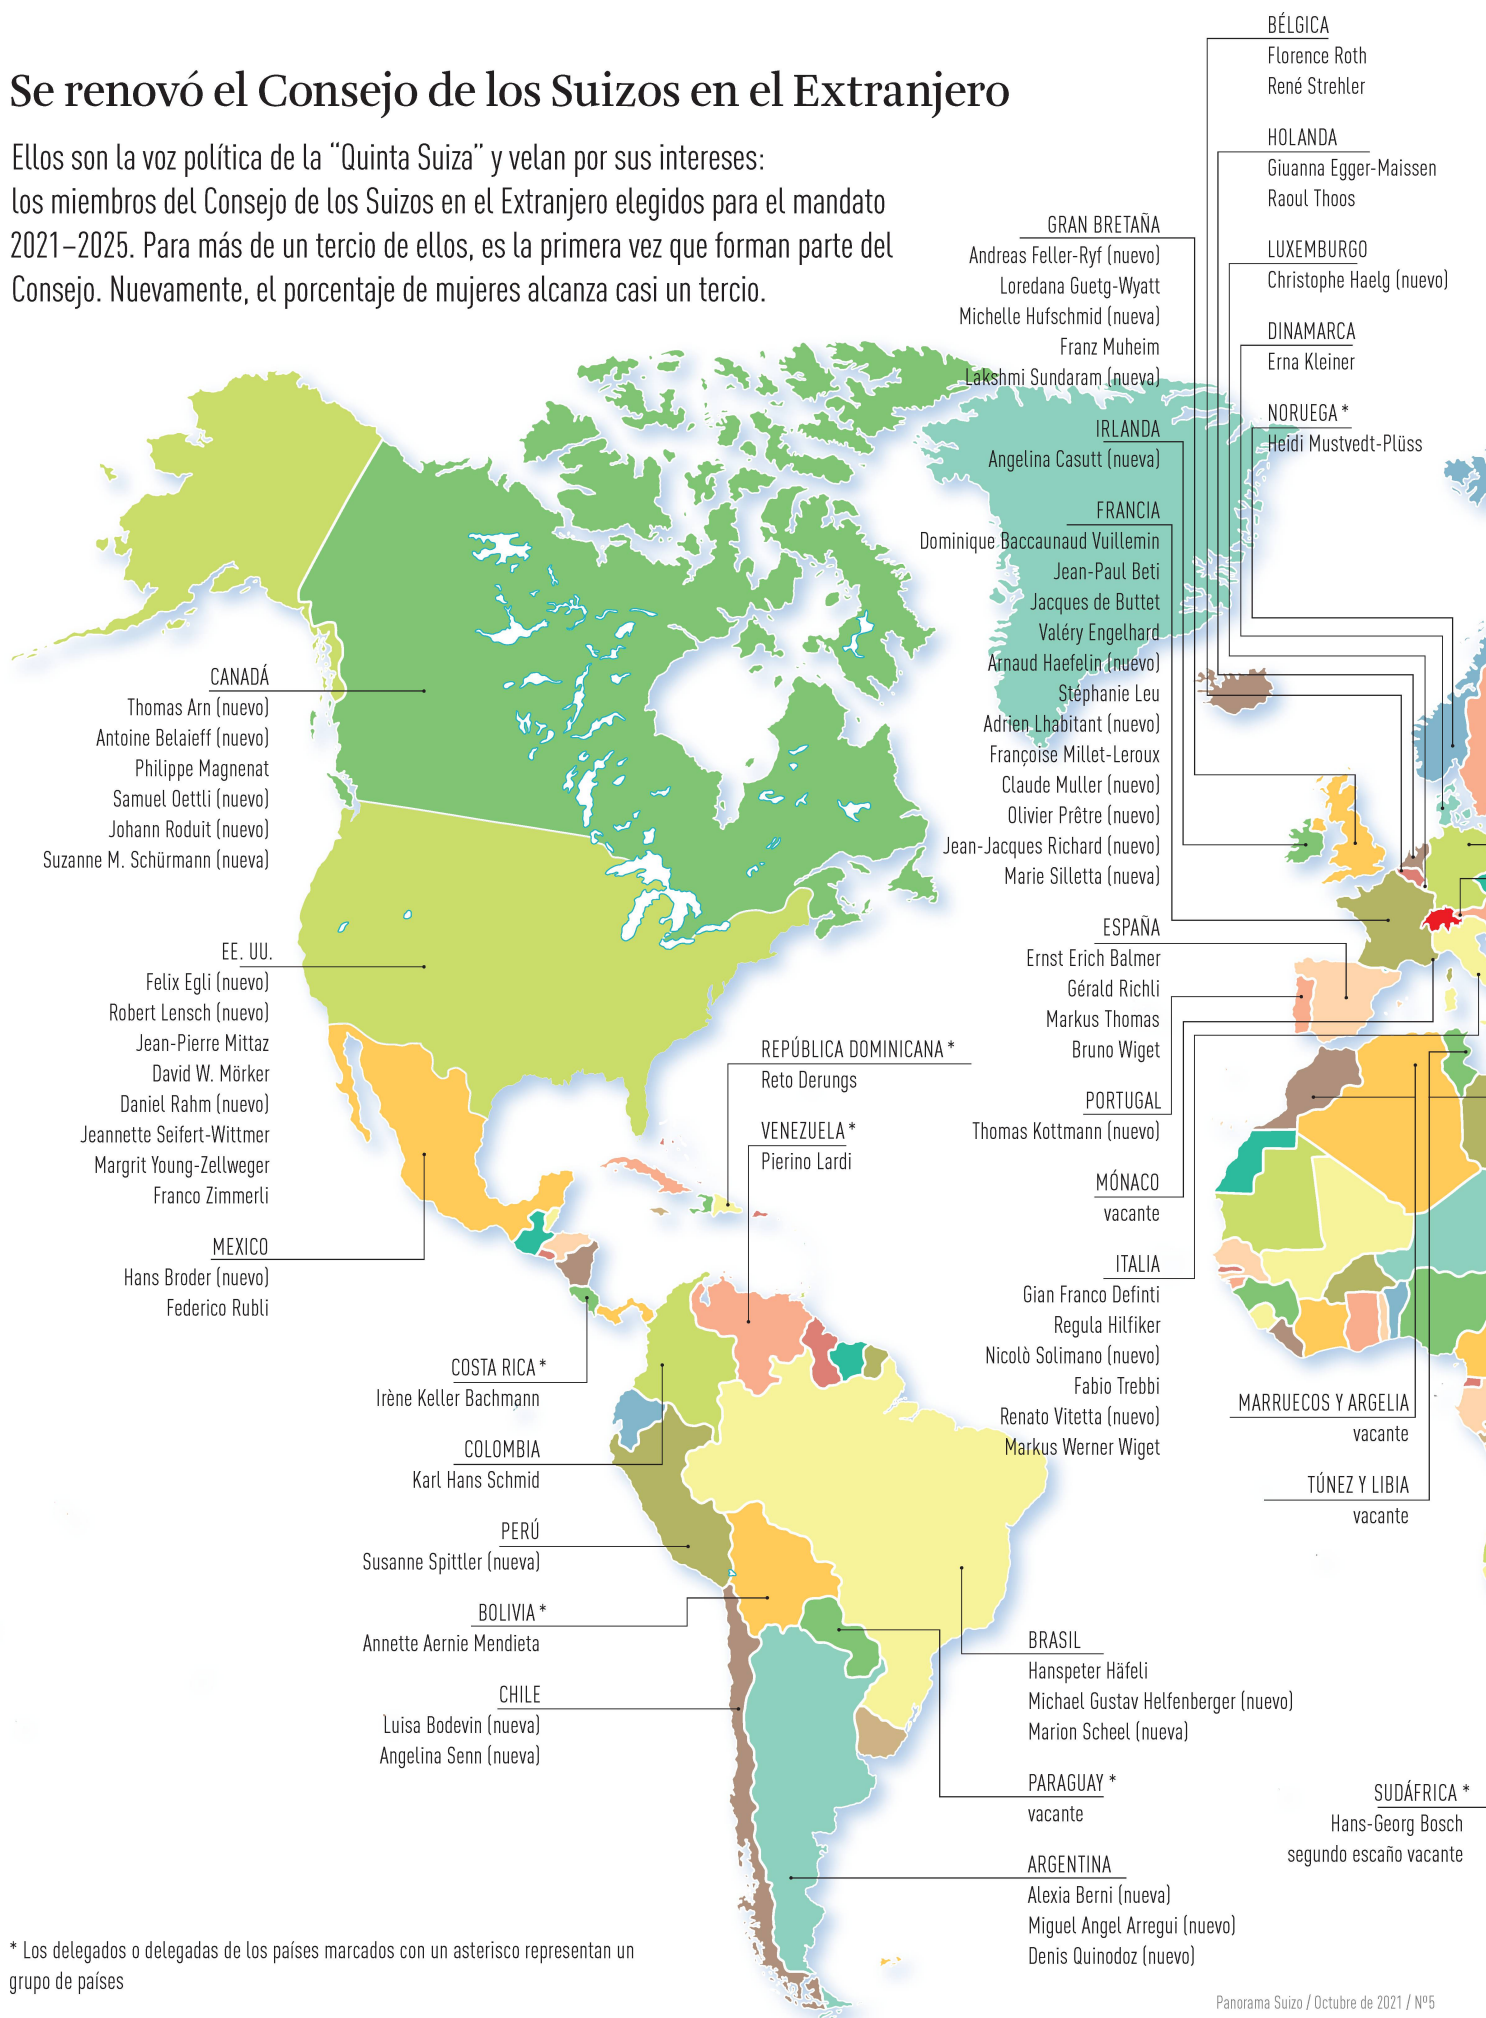 Se renovó el Consejo de los Suizos en el Extranjero
Ellos son la voz política de la “Quinta Suiza” y velan por sus intereses:
los miembros del Consejo de los Suizos en el Extranjero elegidos para el mandato
2021–2025. Para más de un tercio de ellos, es la primera vez que forman parte del
Consejo. Nuevamente, el porcentaje de mujeres alcanza casi un tercio.
CANADÁ
Thomas Arn (nuevo)
Antoine Belaieff (nuevo)
Philippe Magnenat
Samuel Oettli (nuevo)
Johann Roduit (nuevo)
Suzanne M. Schürmann (nueva)
EE. UU.
Felix Egli (nuevo)
Robert Lensch (nuevo)
Jean-Pierre Mittaz
David W. Mörker
Daniel Rahm (nuevo)
Jeannette Seifert-Wittmer
Margrit Young-Zellweger
Franco Zimmerli
MEXICO
Hans Broder (nuevo)
Federico Rubli
COSTA RICA *
Irène Keller Bachmann
COLOMBIA
Karl Hans Schmid
PERÚ
Susanne Spittler (nueva)
BOLIVIA *
Annette Aernie Mendieta
CHILE
Luisa Bodevin (nueva)
Angelina Senn (nueva)
REPÚBLICA DOMINICANA *
Reto Derungs
VENEZUELA *
Pierino Lardi
GRAN BRETAÑA
Andreas Feller-Ryf (nuevo)
Loredana Guetg-Wyatt
Michelle Hufschmid (nueva)
Franz Muheim
Lakshmi Sundaram (nueva)
IRLANDA
Angelina Casutt (nueva)
FRANCIA
Dominique Baccaunaud Vuillemin
Jean-Paul Beti
Jacques de Buttet
Valéry Engelhard
Arnaud Haefelin (nuevo)
Stéphanie Leu
Adrien Lhabitant (nuevo)
Françoise Millet-Leroux
Claude Muller (nuevo)
Olivier Prêtre (nuevo)
Jean-Jacques Richard (nuevo)
Marie Silletta (nueva)
ESPAÑA
Ernst Erich Balmer
Gérald Richli
Markus Thomas
Bruno Wiget
PORTUGAL
Thomas Kottmann (nuevo)
MÓNACO
vacante
ITALIA
Gian Franco Definti
Regula Hilfiker
Nicolò Solimano (nuevo)
Fabio Trebbi
Renato Vitetta (nuevo)
Markus Werner Wiget
BÉLGICA
Florence Roth
René Strehler
HOLANDA
Giuanna Egger-Maissen
Raoul Thoos
LUXEMBURGO
Christophe Haelg (nuevo)
DINAMARCA
Erna Kleiner
NORUEGA *
Heidi Mustvedt-Plüss
MARRUECOS Y ARGELIA
vacante
TÚNEZ Y LIBIA
vacante
BRASIL
Hanspeter Häfeli
Michael Gustav Helfenberger (nuevo)
Marion Scheel (nueva)
PARAGUAY *
vacante
ARGENTINA
Alexia Berni (nueva)
Miguel Angel Arregui (nuevo)
Denis Quinodoz (nuevo)
SUDÁFRICA *
Hans-Georg Bosch
segundo escaño vacante
* Los delegados o delegadas de los países marcados con un asterisco representan un
grupo de países
Panorama Suizo / Octubre de 2021 / Nº5